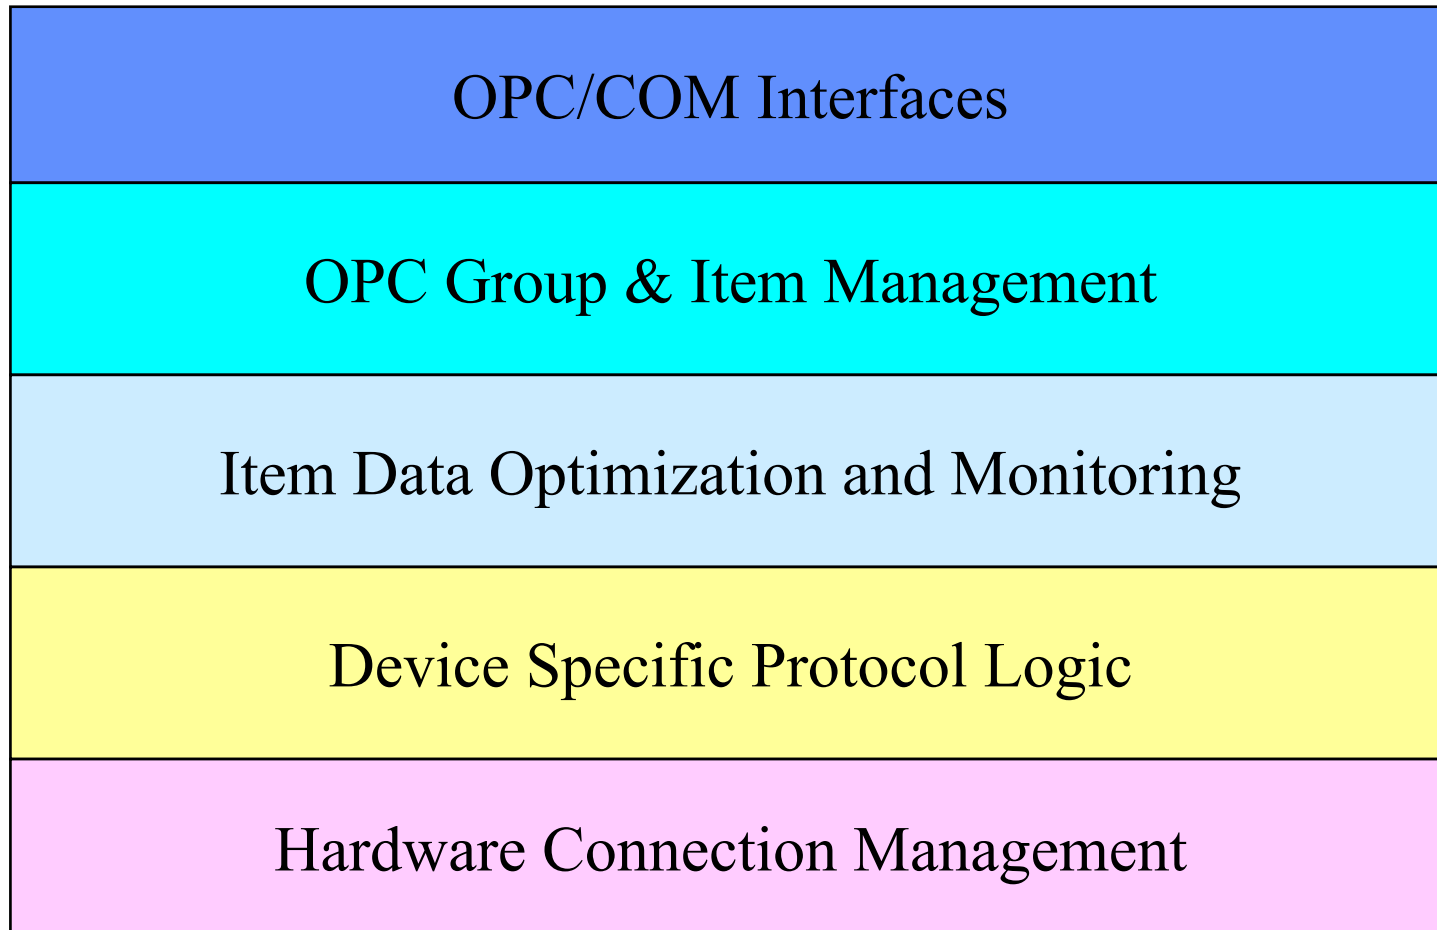 OPC/COM Interfaces
OPC Group & Item Management
Item Data Optimization and Monitoring
Device Specific Protocol Logic
Hardware Connection Management